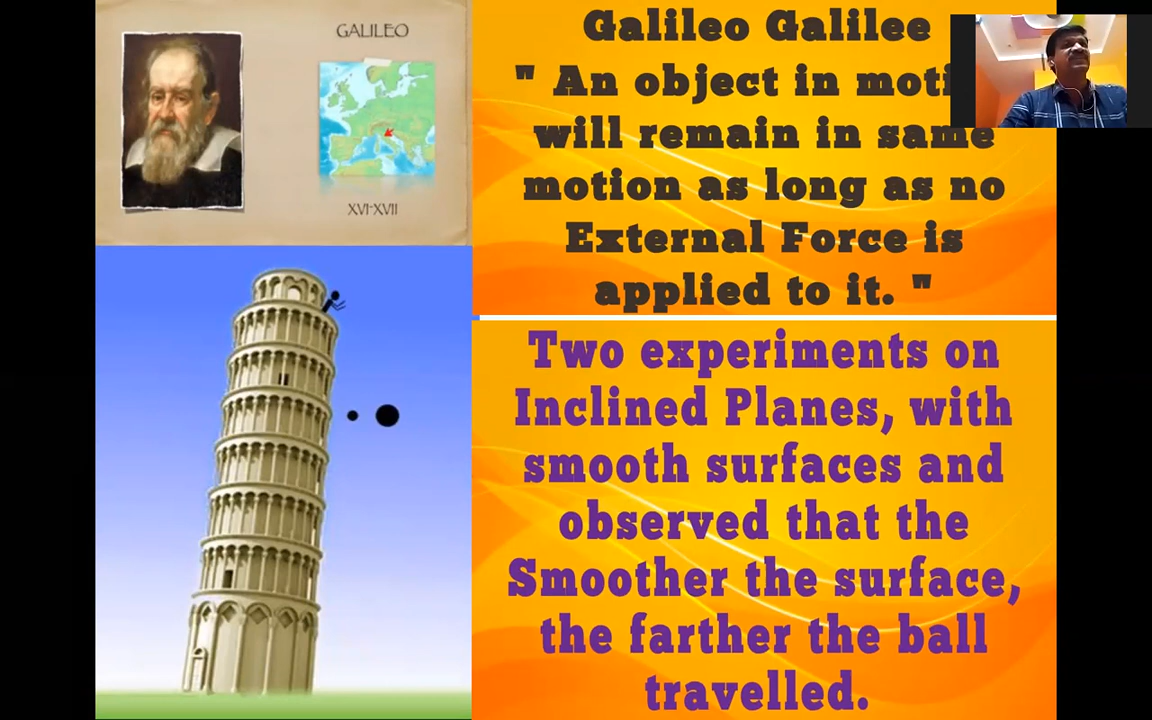 GALILEO
XVI-XVII
Galileo Galilee
" An object in
will remain in same
motion as long as no
External Force is
applied to it. "
Two experiments on
Inclined Planes, with
smooth surfaces and
observed that the
Smoother the surface,
the farther the ball
travelled.